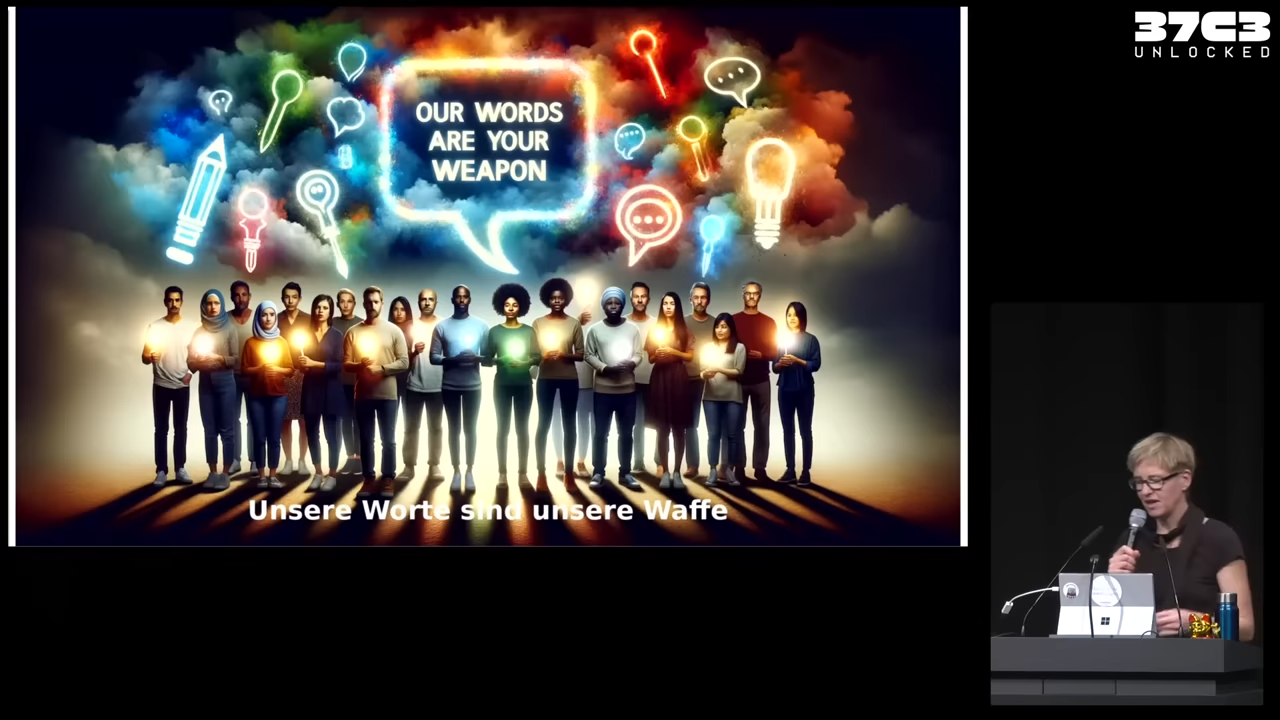 37C3
UNLOCKED
OUR WORDS
ARE YOUR
WEAPON
Unsere Worte sind unsere Waffe